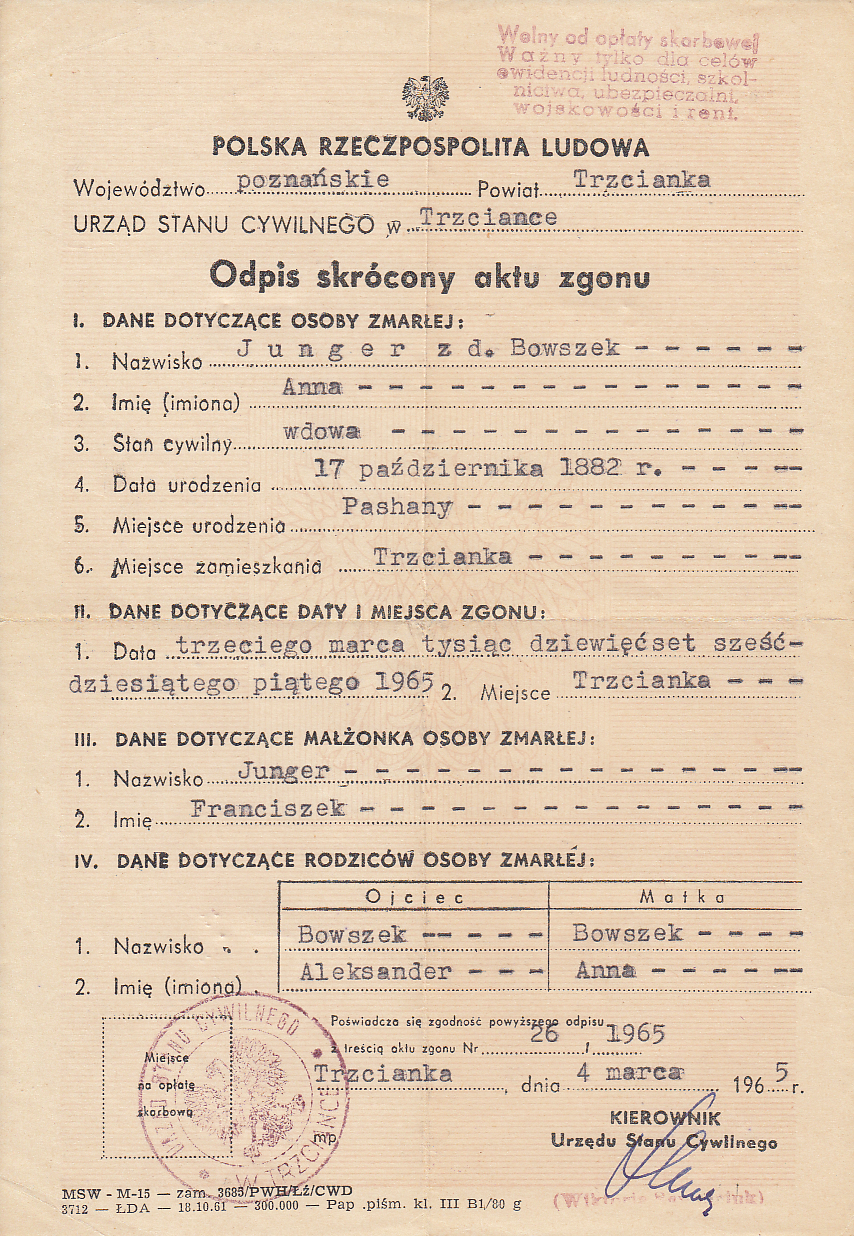 Wolny od opłaty skarbowej
Ważny tylko dla celów
ewidencji ludności, szkol-
nictwa, ubezpieczalni,
wojskowości i rent.
POLSKA RZECZPOSPOLITA LUDOWA
Województwo poznańskie Powiat Trzcianka
URZĄD STANU CYWILNEGO w Trzciance
Odpis skrócony aktu zgonu
I. DANE DOTYCZĄCE OSOBY ZMARŁEJ:
1. Nazwisko J u n g e r z d. Bowszek - - - - - -
2. Imię (imiona) Anna - - - - - - - - - - - - -
3. Stan cywilny wdowa - - - - - - - - - - - -
4. Data urodzenia 17 października 1882 r. - - - -
5. Miejsce urodzenia Pashany - - - - - - - - - -
6. Miejsce zamieszkania Trzcianka - - - - - - - - -
II. DANE DOTYCZĄCE DATY I MIEJSCA ZGONU:
1. Data trzeciego marca tysiąc dziewięćset sześć-
dziesiątego piątego 1965 2. Miejsce Trzcianka - - -
III. DANE DOTYCZĄCE MAŁŻONKA OSOBY ZMARŁEJ:
1. Nazwisko Junger - - - - - - - - - - - - - -
2. Imię Franciszek - - - - - - - - - - - - -
IV. DANE DOTYCZĄCE RODZICÓW OSOBY ZMARŁEJ:
Ojciec Matka
1. Nazwisko Bowszek - - - - - Bowszek - - - -
2. Imię (imiona) Aleksander - - - Anna - - - - - -
Poświadcza się zgodność powyższego odpisu
z treścią aktu zgonu Nr 26 / 1965
Miejsce
na opłatę
skarbową
URZĄD STANU CYWILNEGO W TRZCIANCE
Trzcianka, dnia 4 marca 1965 r.
mp.
KIEROWNIK
Urzędu Stanu Cywilnego
MSW - M-15 — zam. 3685/PWH/Łź/CWD
3712 — ŁDA — 18.10.61 — 300.000 — Pap .piśm. kl. III B1/80 g